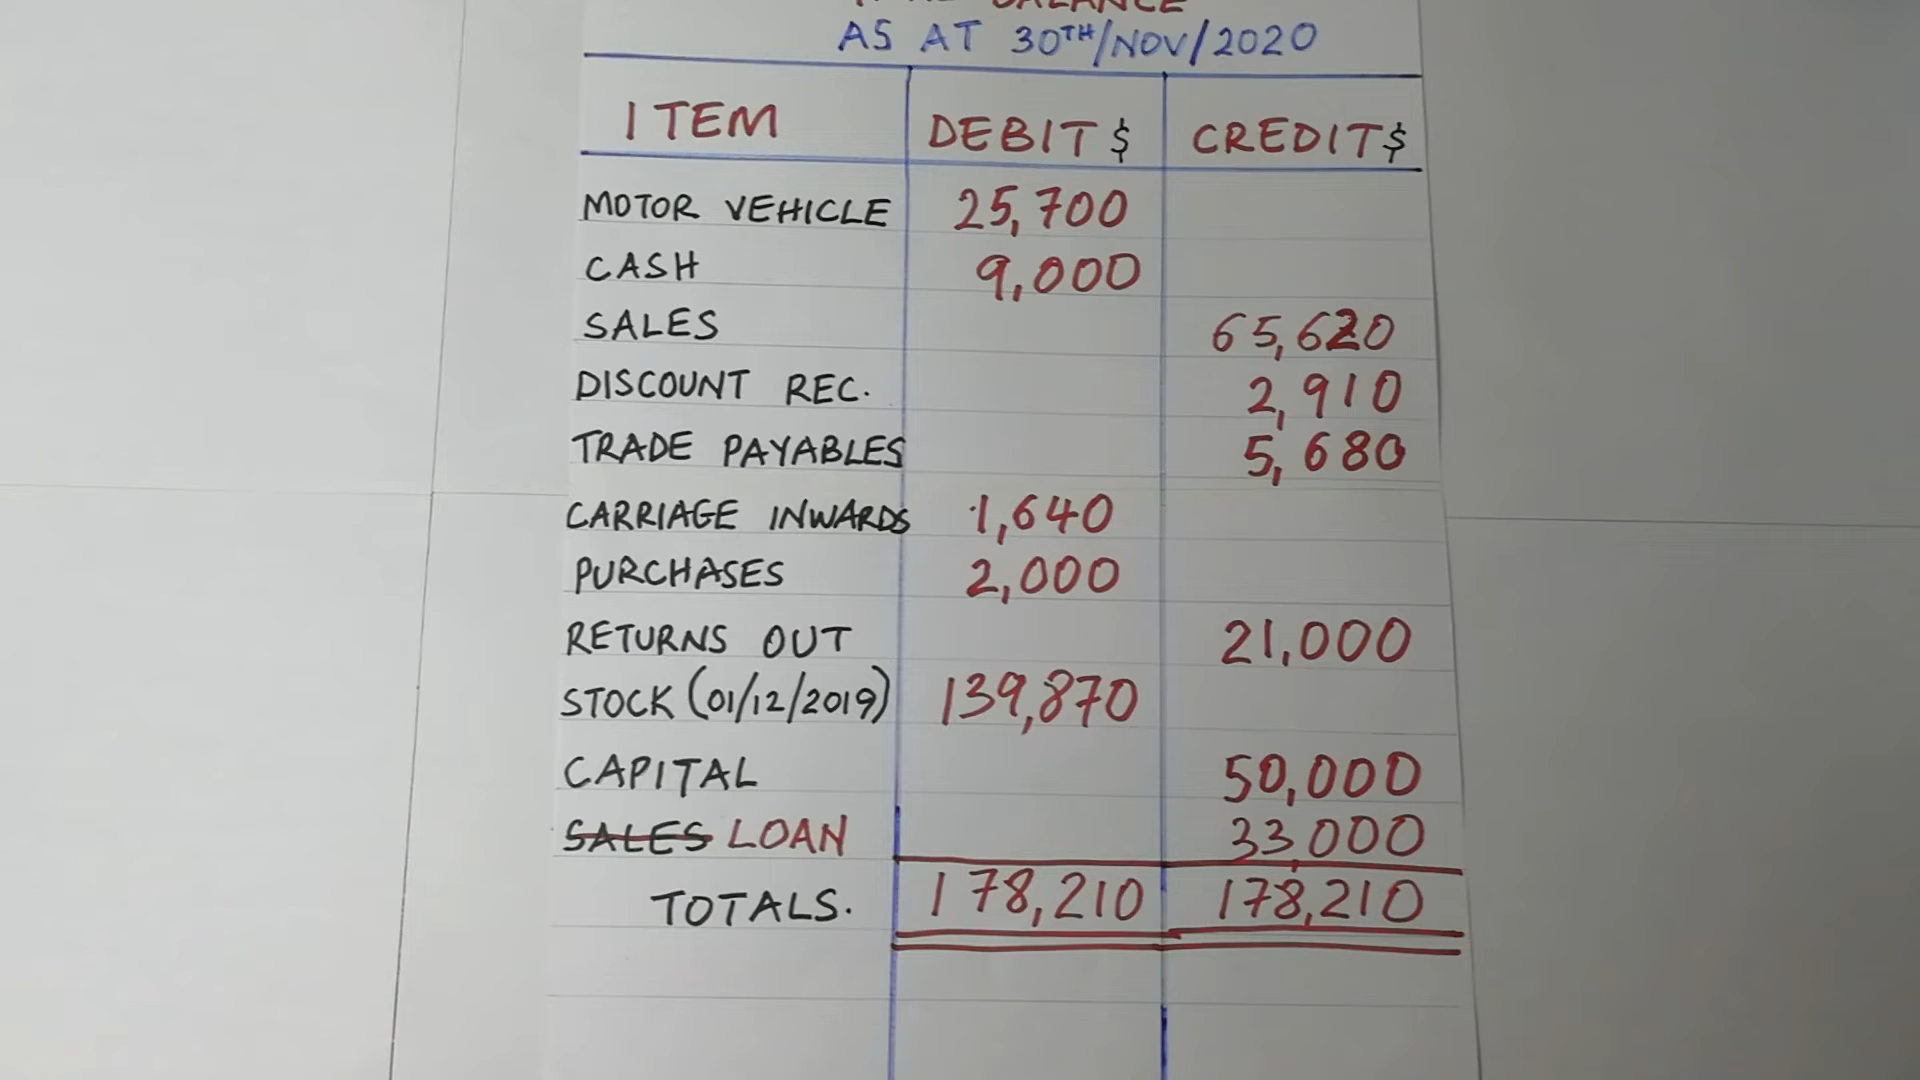 BALANCE
AS AT 30TH/NOV/2020
ITEM DEBIT $ CREDIT $
MOTOR VEHICLE 25,700
CASH 9,000
SALES 65,620
DISCOUNT REC. 2,910
TRADE PAYABLES 5,680
CARRIAGE INWARDS 1,640
PURCHASES 2,000
RETURNS OUT 21,000
STOCK (01/12/2019) 139,870
CAPITAL 50,000
SALES LOAN 33,000
TOTALS. 178,210 178,210